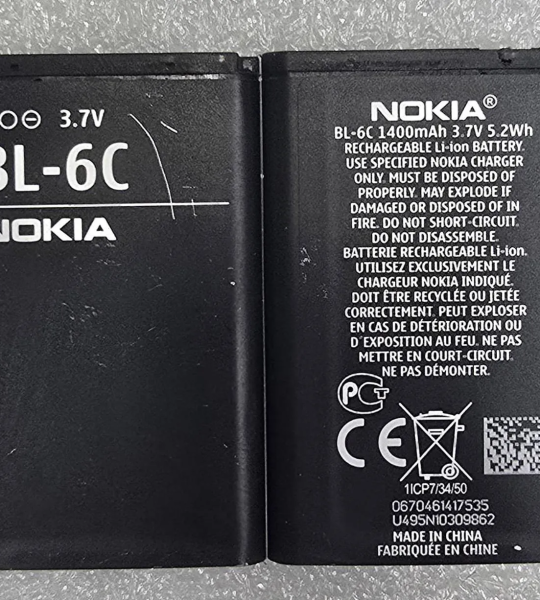 3.7V
BL-6C
NOKIA
NOKIA®
BL-6C 1400mAh 3.7V 5.2Wh
RECHARGEABLE Li-ion BATTERY.
USE SPECIFIED NOKIA CHARGER
ONLY. MUST BE DISPOSED OF
PROPERLY. MAY EXPLODE IF
DAMAGED OR DISPOSED OF IN
FIRE. DO NOT SHORT-CIRCUIT.
DO NOT DISASSEMBLE.
BATTERIE RECHARGEABLE Li-ion.
UTILISEZ EXCLUSIVEMENT LE
CHARGEUR NOKIA INDIQUÉ.
DOIT ÊTRE RECYCLÉE OU JETÉE
CORRECTEMENT. PEUT EXPLOSER
EN CAS DE DÉTÉRIORATION OU
D'EXPOSITION AU FEU. NE PAS
METTRE EN COURT-CIRCUIT.
NE PAS DÉMONTER.
PCT
CE
1ICP7/34/50
0670461417535
U495N10309862
MADE IN CHINA
FABRIQUÉE EN CHINE